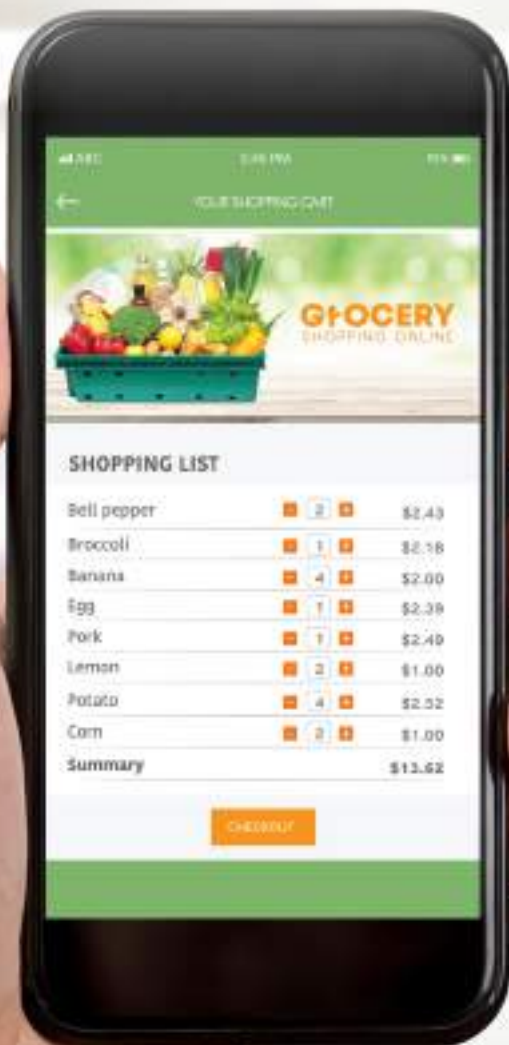 YOUR SHOPPING CART
GrOCERY
SHOPPING ONLINE
SHOPPING LIST
Bell pepper 2 $2.43
Broccoli 1 $2.18
Banana 4 $2.00
Egg 1 $2.39
Pork 1 $2.49
Lemon 2 $1.00
Potato 4 $2.52
Corn 2 $1.00
Summary $13.62
CHECKOUT